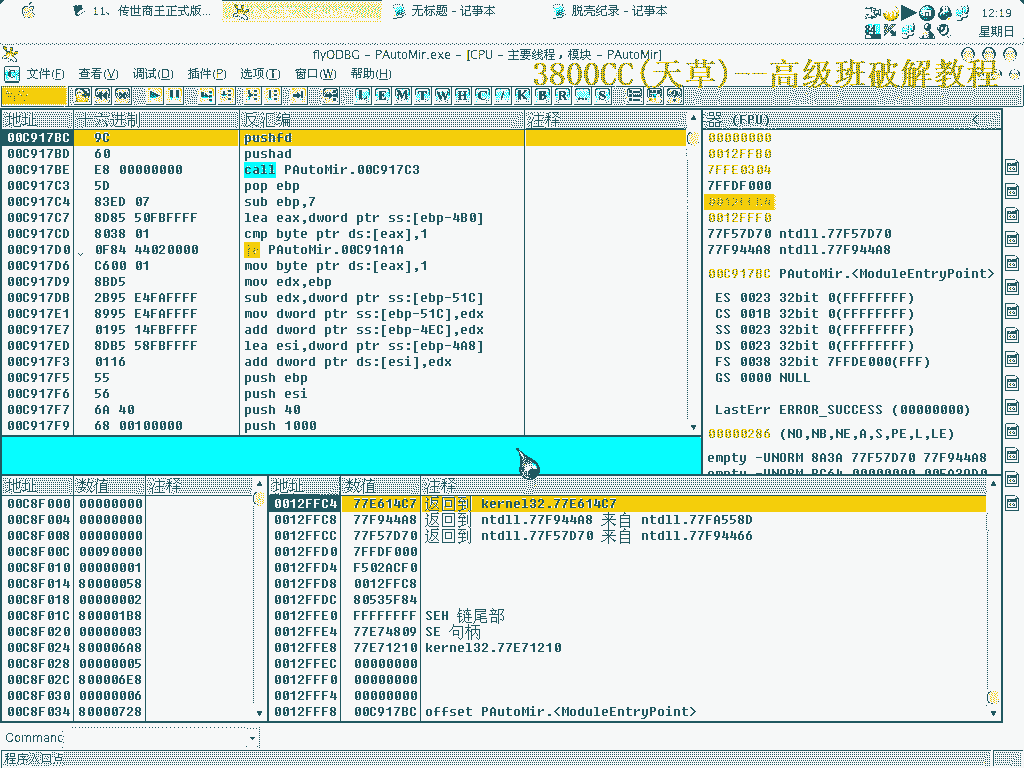 11、传世商王正式版...
无标题 - 记事本
脱壳纪录 - 记事本
12:19
星期日
flyODBG - PAutoMir.exe - [CPU - 主要线程，模块 - PAutoMir]
C 文件(F) 查看(V) 调试(D) 插件(P) 选项(T) 窗口(W) 帮助(H)
3800CC(天草)——高级班破解教程
L E M T W H C / K B R ... S
地址 十六进制 反汇编 注释
00C917BC 9C pushfd
00C917BD 60 pushad
00C917BE E8 00000000 call PAutoMir.00C917C3
00C917C3 5D pop ebp
00C917C4 83ED 07 sub ebp,7
00C917C7 8D85 50FBFFFF lea eax,dword ptr ss:[ebp-4B0]
00C917CD 8038 01 cmp byte ptr ds:[eax],1
00C917D0 0F84 44020000 je PAutoMir.00C91A1A
00C917D6 C600 01 mov byte ptr ds:[eax],1
00C917D9 8BD5 mov edx,ebp
00C917DB 2B95 E4FAFFFF sub edx,dword ptr ss:[ebp-51C]
00C917E1 8995 E4FAFFFF mov dword ptr ss:[ebp-51C],edx
00C917E7 0195 14FBFFFF add dword ptr ss:[ebp-4EC],edx
00C917ED 8DB5 58FBFFFF lea esi,dword ptr ss:[ebp-4A8]
00C917F3 0116 add dword ptr ds:[esi],edx
00C917F5 55 push ebp
00C917F6 56 push esi
00C917F7 6A 40 push 40
00C917F9 68 00100000 push 1000
器 (FPU) <
00000000
0012FFB0
7FFE0304
7FFDF000
0012FFC4
0012FFF0
77F57D70 ntdll.77F57D70
77F944A8 ntdll.77F944A8
00C917BC PAutoMir.<ModuleEntryPoint>
ES 0023 32bit 0(FFFFFFFF)
CS 001B 32bit 0(FFFFFFFF)
SS 0023 32bit 0(FFFFFFFF)
DS 0023 32bit 0(FFFFFFFF)
FS 0038 32bit 7FFDE000(FFF)
GS 0000 NULL
LastErr ERROR_SUCCESS (00000000)
00000286 (NO,NB,NE,A,S,PE,L,LE)
empty -UNORM 8A3A 77F57D70 77F944A8
地址 数值 注释
00C8F000 00000000
00C8F004 00000000
00C8F008 00000000
00C8F00C 00090000
00C8F010 00000001
00C8F014 80000058
00C8F018 00000002
00C8F01C 800001B8
00C8F020 00000003
00C8F024 800006A8
00C8F028 00000005
00C8F02C 800006E8
00C8F030 00000006
00C8F034 80000728
地址 数值 注释
0012FFC4 77E614C7 返回到 kernel32.77E614C7
0012FFC8 77F944A8 返回到 ntdll.77F944A8 来自 ntdll.77FA558D
0012FFCC 77F57D70 返回到 ntdll.77F57D70 来自 ntdll.77F94466
0012FFD0 7FFDF000
0012FFD4 F502ACF0
0012FFD8 0012FFC8
0012FFDC 80535F84
0012FFE0 FFFFFFFF SEH 链尾部
0012FFE4 77E74809 SE 句柄
0012FFE8 77E71210 kernel32.77E71210
0012FFEC 00000000
0012FFF0 00000000
0012FFF4 00000000
0012FFF8 00C917BC offset PAutoMir.<ModuleEntryPoint>
Command
程序入口点